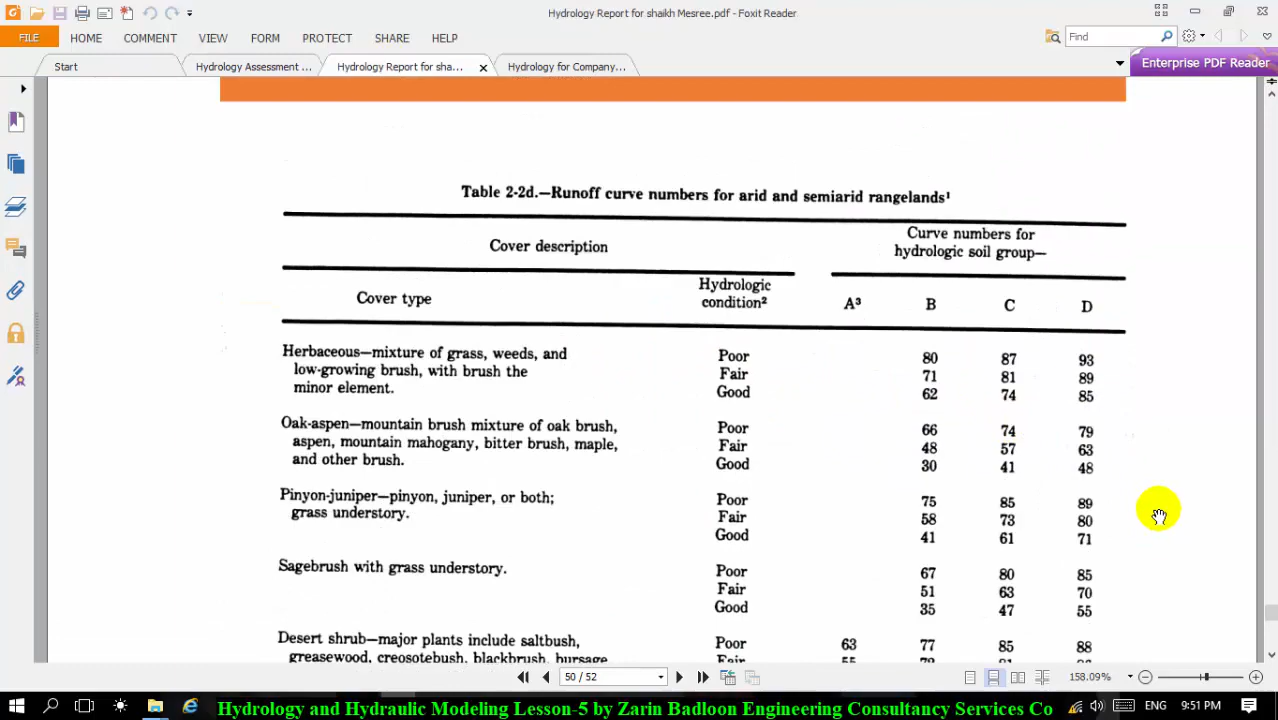 Hydrology Report for shaikh Mesree.pdf - Foxit Reader
FILE HOME COMMENT VIEW FORM PROTECT SHARE HELP Find
Start Hydrology Assessment ... Hydrology Report for sha... Hydrology for Company... Enterprise PDF Reader
Table 2-2d.—Runoff curve numbers for arid and semiarid rangelands¹
Cover description
Curve numbers for
hydrologic soil group—
Cover type
Hydrologic
condition²
A³ B C D
Herbaceous—mixture of grass, weeds, and Poor 80 87 93
low-growing brush, with brush the Fair 71 81 89
minor element. Good 62 74 85
Oak-aspen—mountain brush mixture of oak brush, Poor 66 74 79
aspen, mountain mahogany, bitter brush, maple, Fair 48 57 63
and other brush. Good 30 41 48
Pinyon-juniper—pinyon, juniper, or both; Poor 75 85 89
grass understory. Fair 58 73 80
Good 41 61 71
Sagebrush with grass understory. Poor 67 80 85
Fair 51 63 70
Good 35 47 55
Desert shrub—major plants include saltbush, Poor 63 77 85 88
greasewood, creosotebush, blackbrush, bursage Fair 55
50 / 52 158.09%
ENG 9:51 PM
Hydrology and Hydraulic Modeling Lesson-5 by Zarin Badloon Engineering Consultancy Services Co